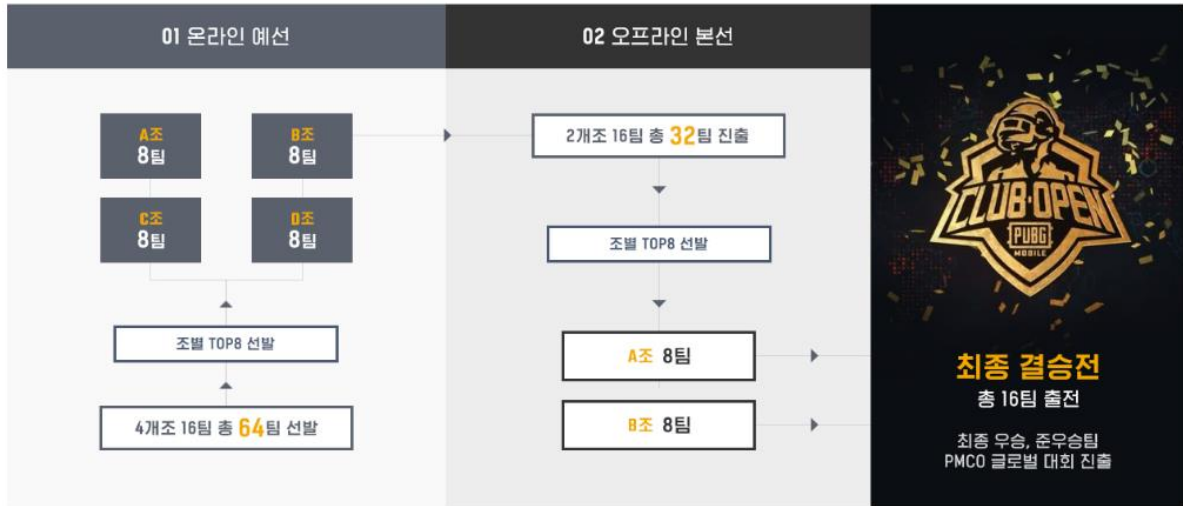 01 온라인 예선
A조
8팀
B조
8팀
C조
8팀
D조
8팀
조별 TOP8 선발
4개조 16팀 총 64팀 선발
02 오프라인 본선
2개조 16팀 총 32팀 진출
조별 TOP8 선발
A조 8팀
B조 8팀
CLUB·OPEN
PUBG
MOBILE
최종 결승전
총 16팀 출전
최종 우승, 준우승팀
PMCO 글로벌 대회 진출